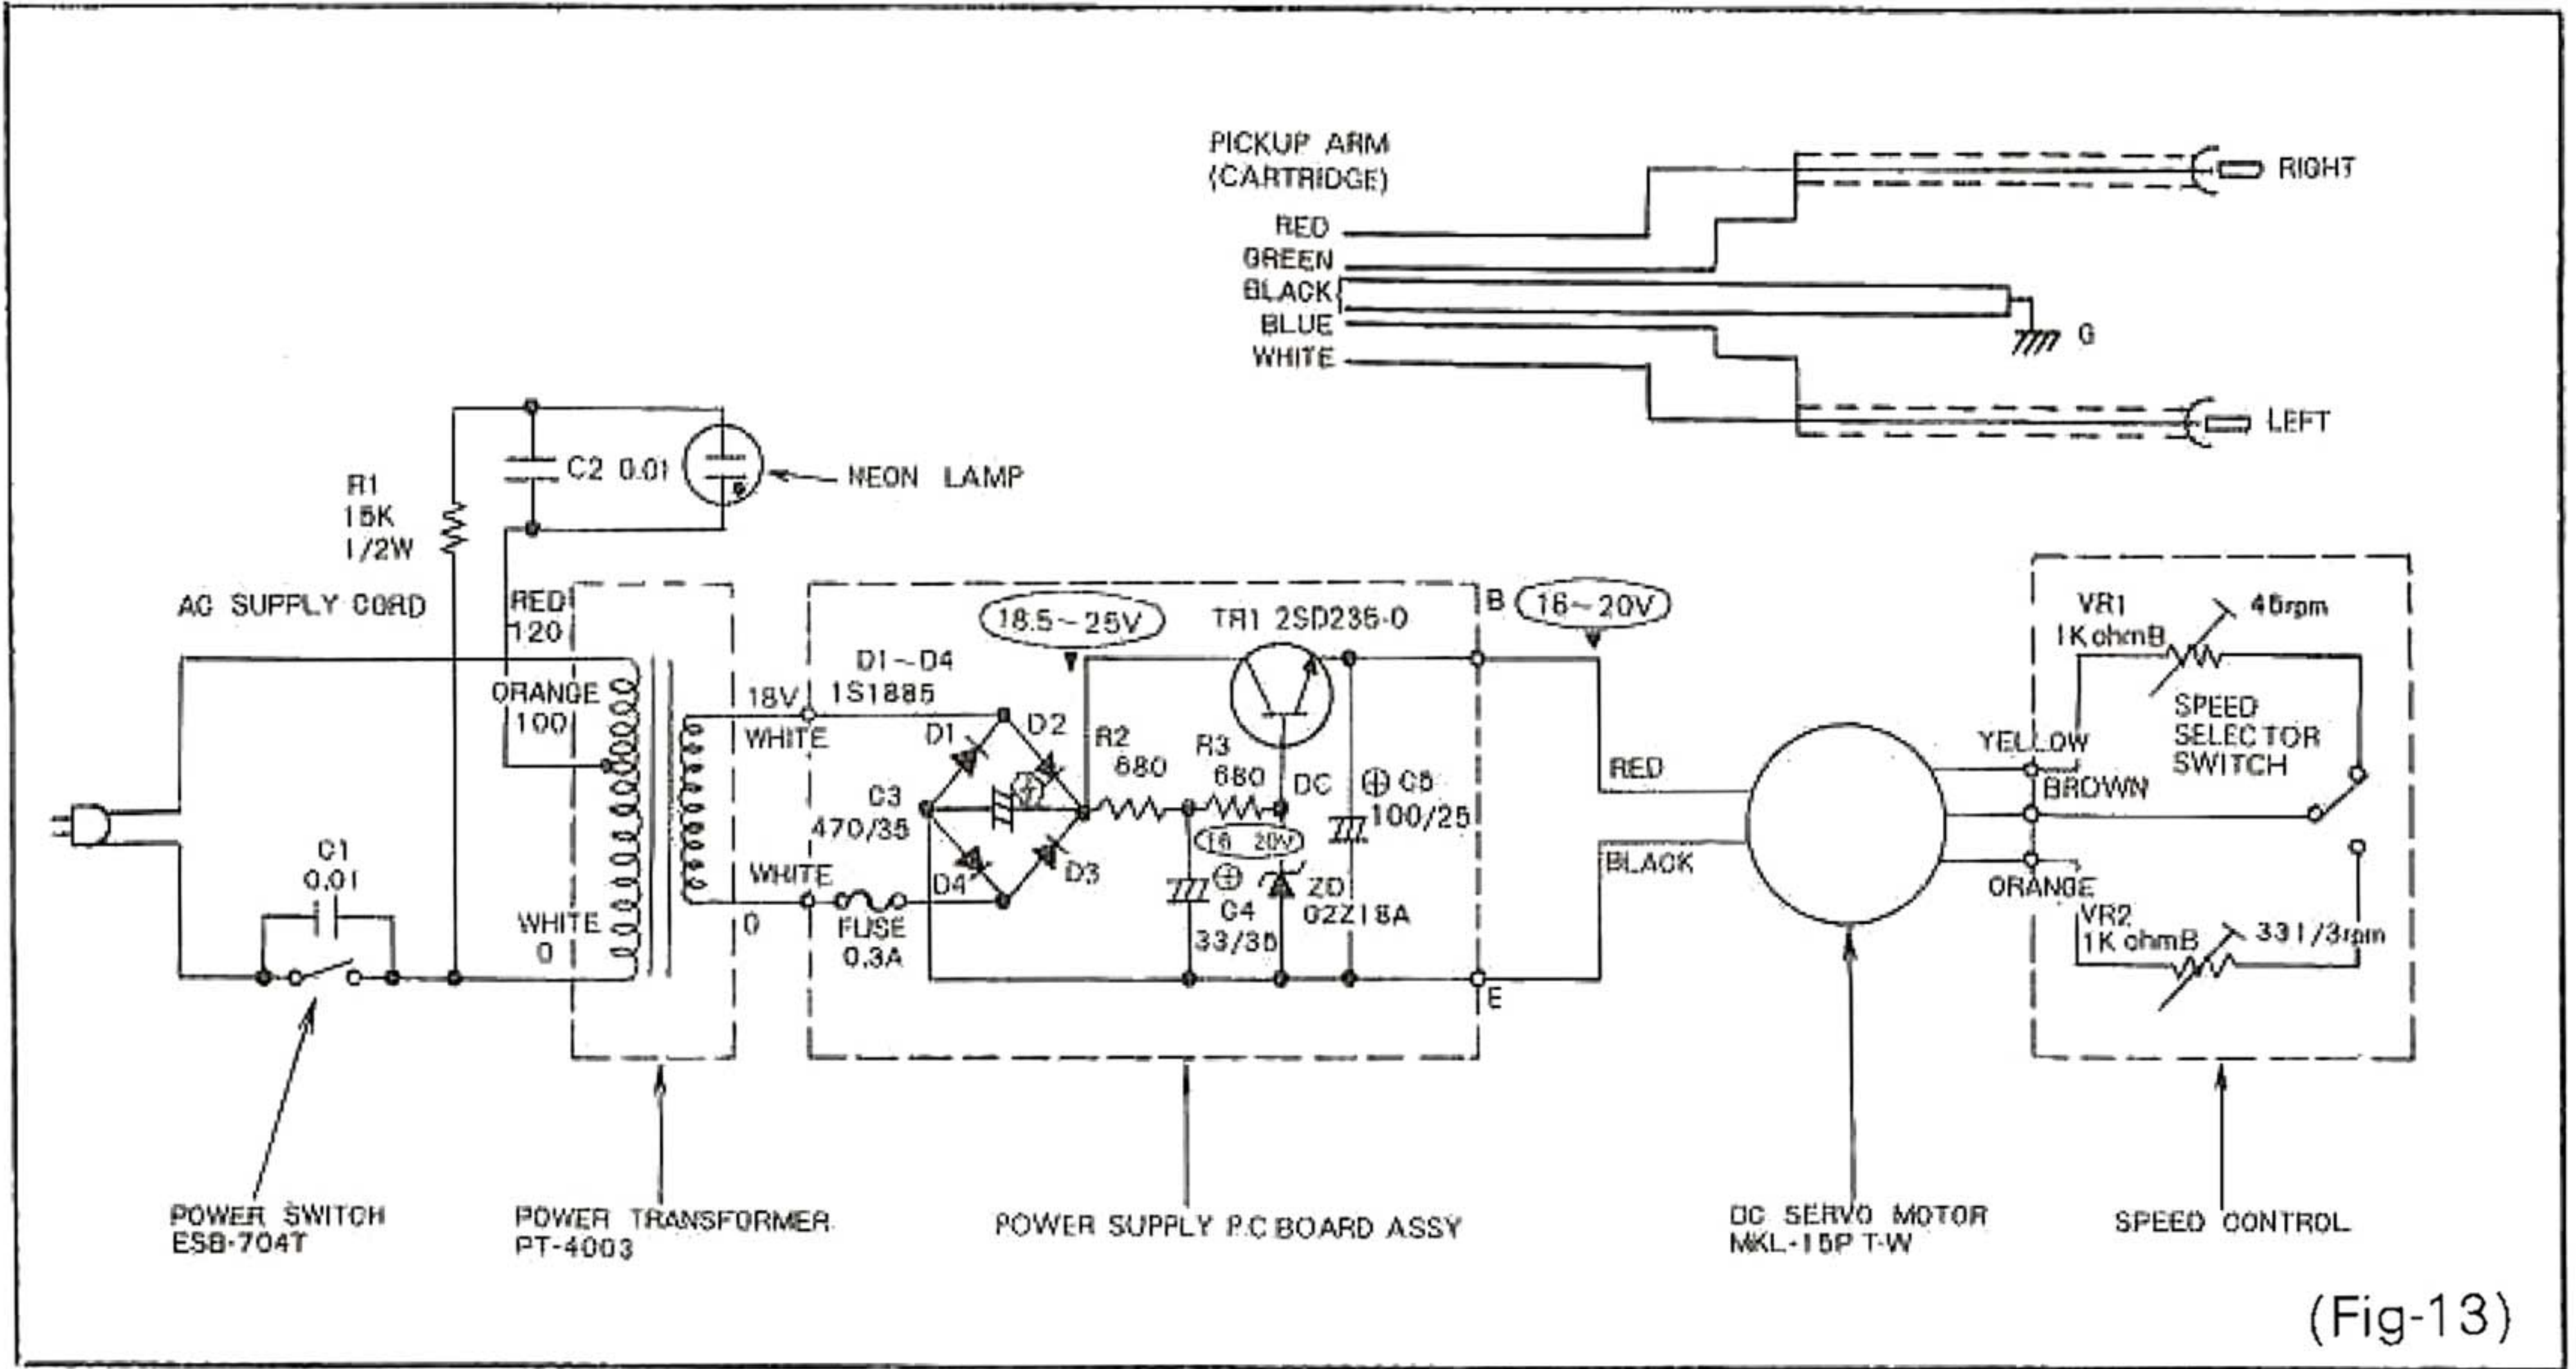 PICKUP ARM
(CARTRIDGE)
RED
GREEN
BLACK
BLUE
WHITE
RIGHT
G
LEFT
R1
15K
1/2W
C2 0.01
NEON LAMP
AC SUPPLY CORD
RED
120
ORANGE
100
WHITE
0
C1
0.01
18V
WHITE
WHITE
0
D1~D4
1S1885
D1
D2
D3
D4
C3
470/35
FUSE
0.3A
18.5~25V
TR1 2SD235-O
R2
680
R3
680
DC
16 20V
C4
33/35
ZD
02Z18A
C5
100/25
B
18~20V
E
RED
BLACK
YELLOW
BROWN
ORANGE
VR1
1K ohmB
45rpm
SPEED
SELECTOR
SWITCH
VR2
1K ohmB
33 1/3rpm
POWER SWITCH
ESB-704T
POWER TRANSFORMER
PT-4003
POWER SUPPLY P.C BOARD ASSY
DC SERVO MOTOR
MKL-15P T-W
SPEED CONTROL
(Fig-13)